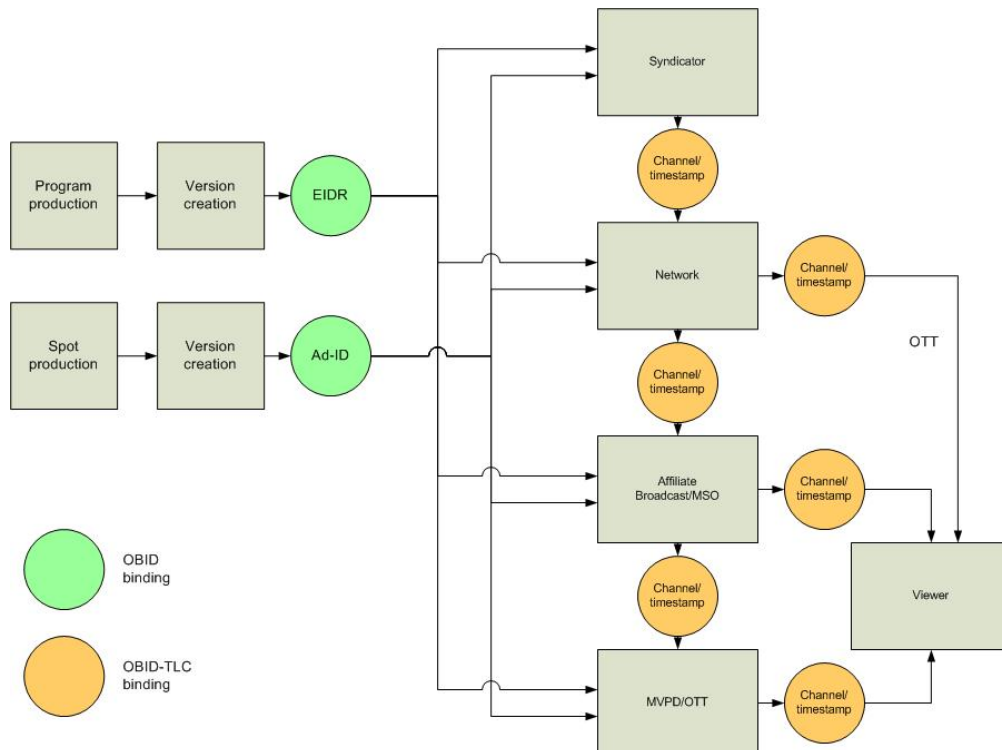 Syndicator
Channel/
timestamp
Program
production
Version
creation
EIDR
Network
Channel/
timestamp
Spot
production
Version
creation
Ad-ID
OTT
Channel/
timestamp
Affiliate
Broadcast/MSO
Channel/
timestamp
OBID
binding
Channel/
timestamp
Viewer
OBID-TLC
binding
MVPD/OTT
Channel/
timestamp